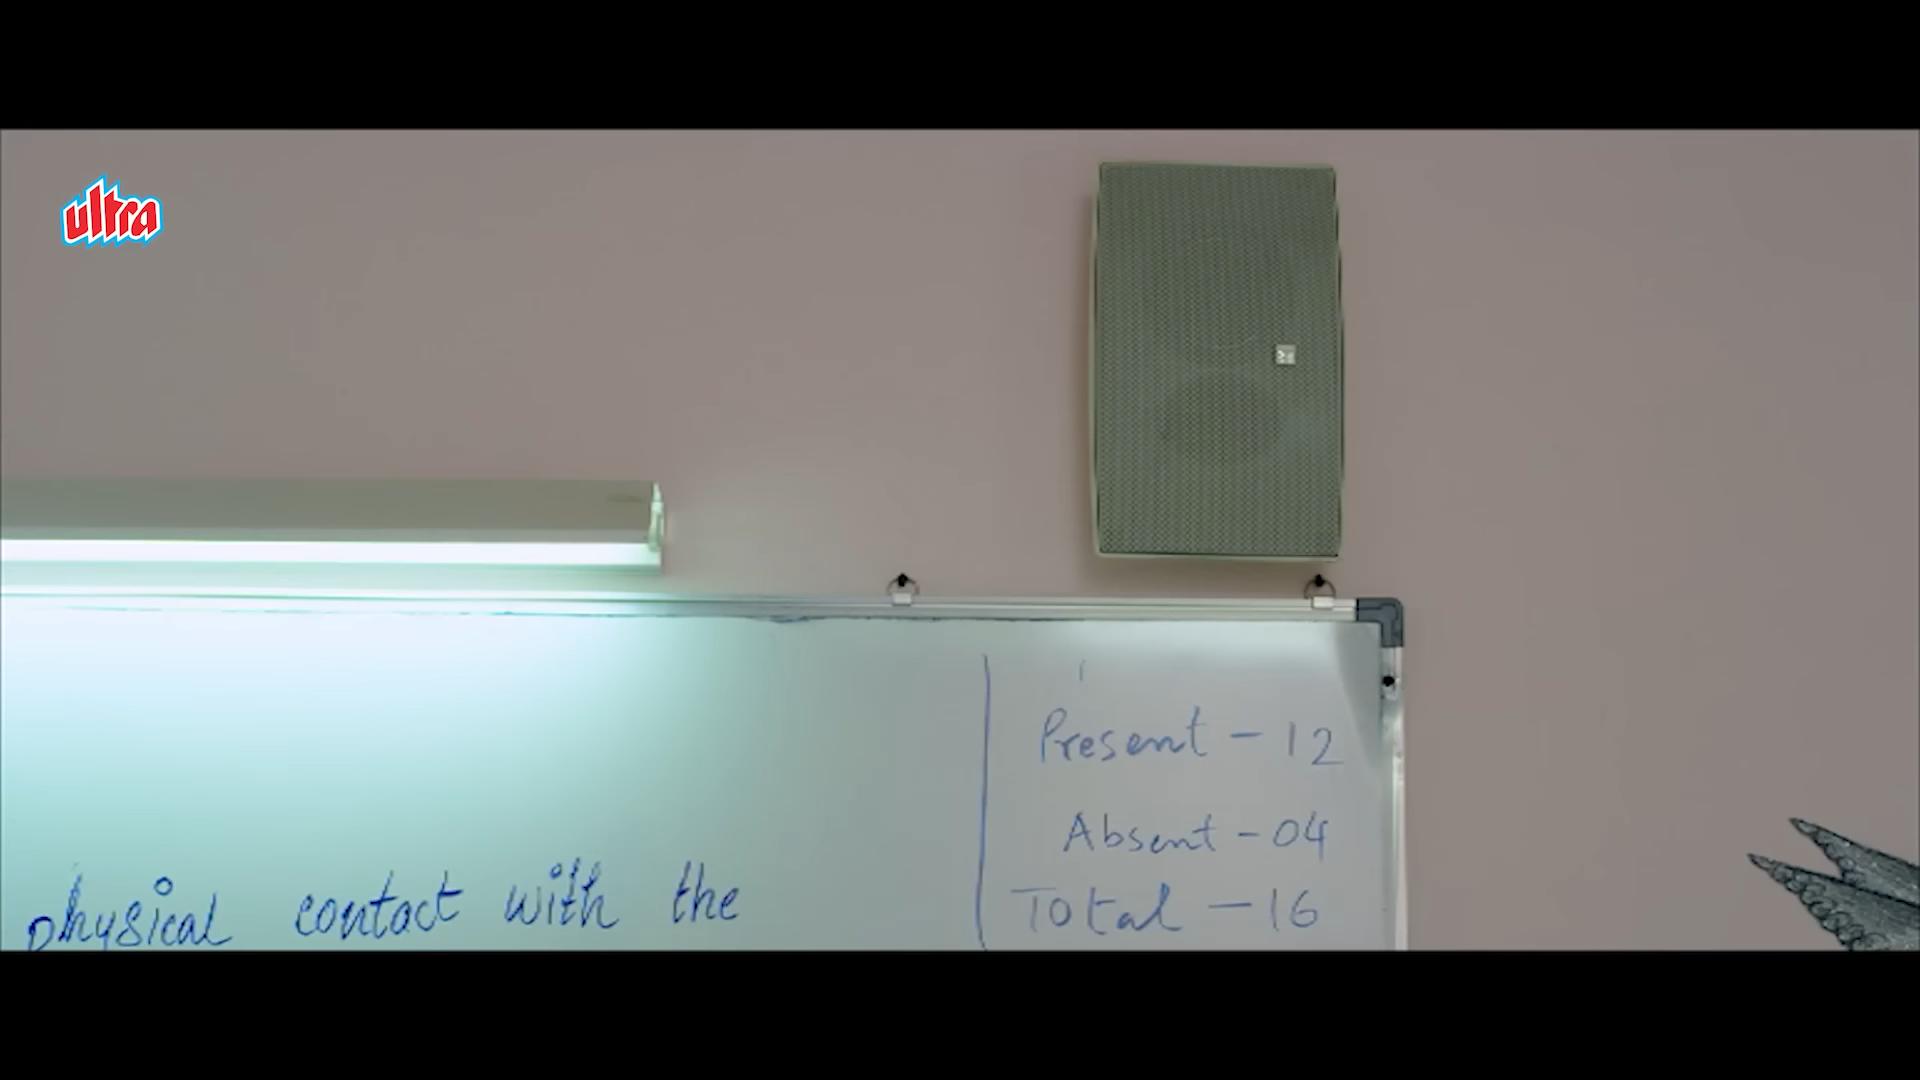 ultra
Present - 12
Absent - 04
Total - 16
physical contact with the